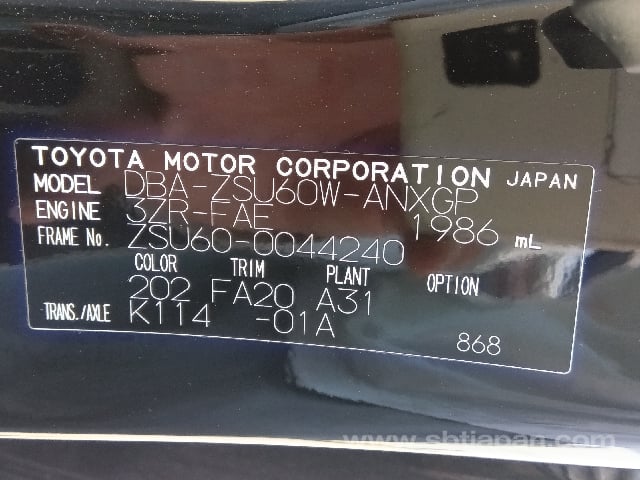 TOYOTA MOTOR CORPORATION JAPAN
MODEL DBA-ZSU60W-ANXGP
ENGINE 3ZR-FAE 1986 mL
FRAME No. ZSU60-0044240
COLOR TRIM PLANT OPTION
202 FA20 A31
TRANS./AXLE K114 -01A
868
www.sbtjapan.com